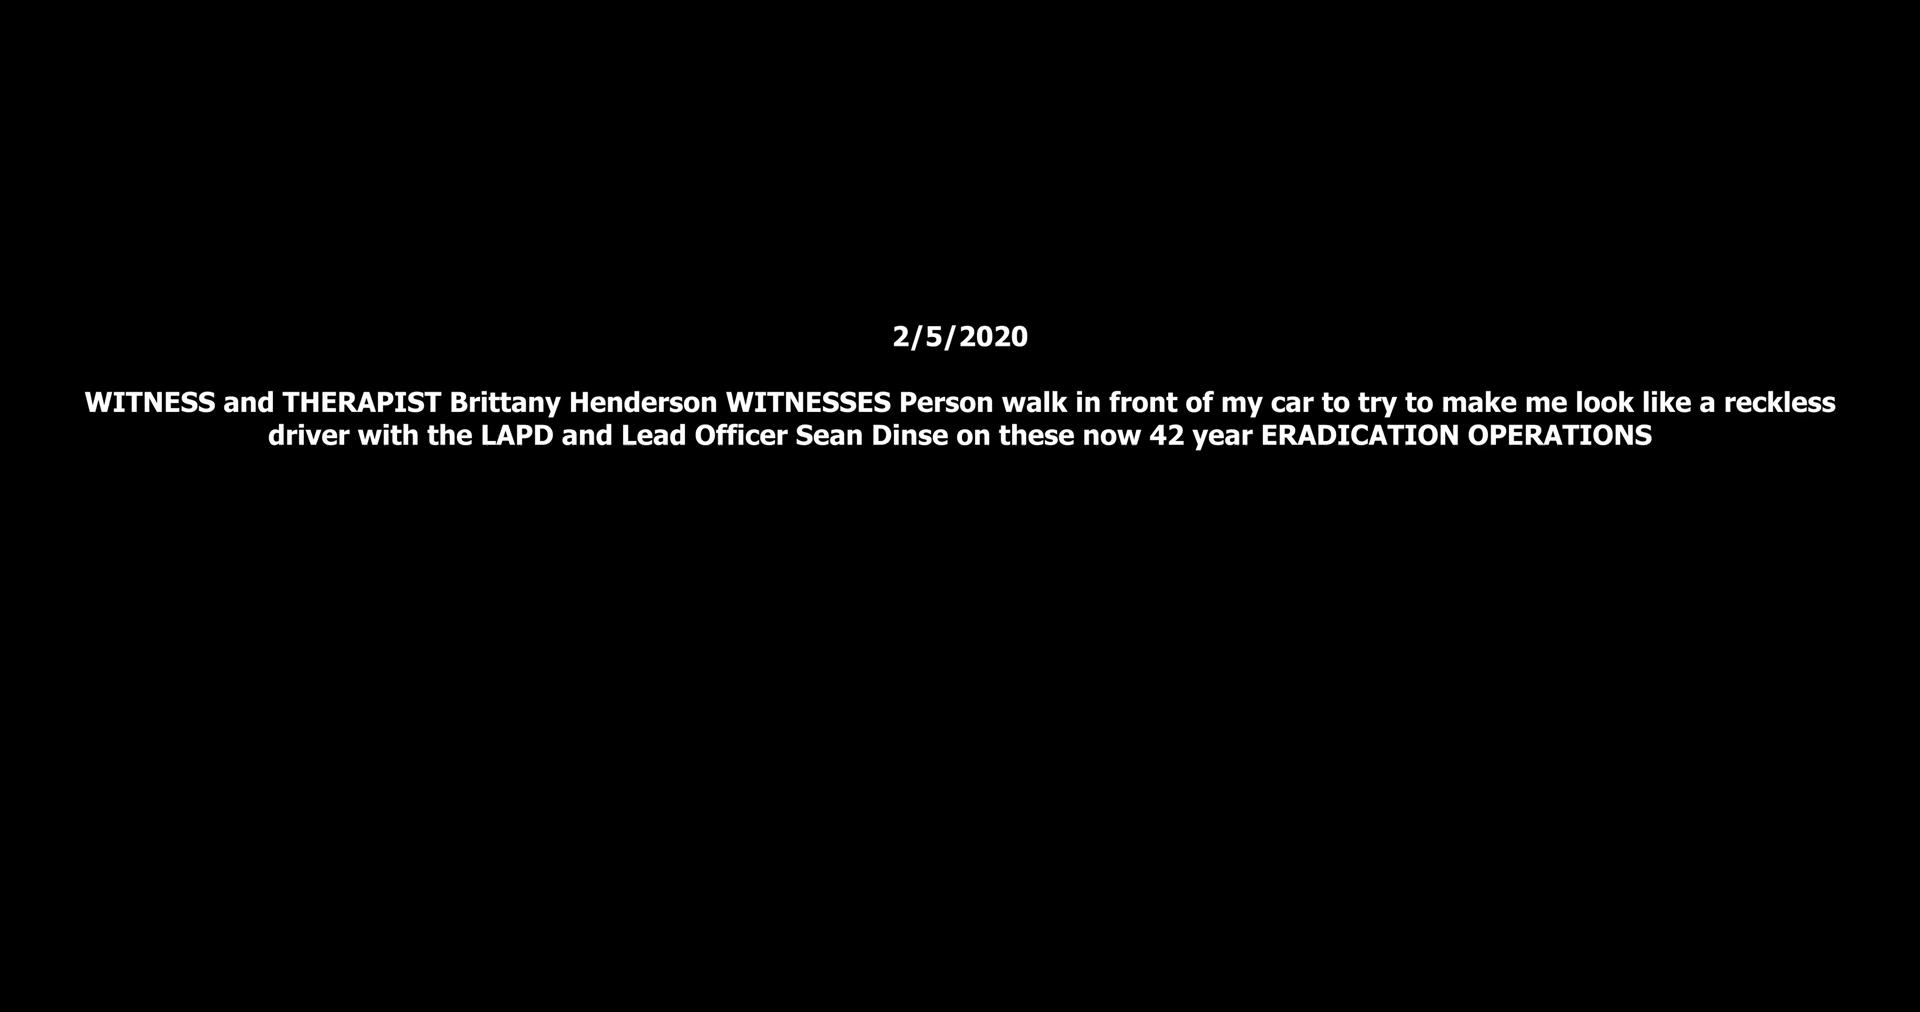 2/5/2020
WITNESS and THERAPIST Brittany Henderson WITNESSES Person walk in front of my car to try to make me look like a reckless
driver with the LAPD and Lead Officer Sean Dinse on these now 42 year ERADICATION OPERATIONS